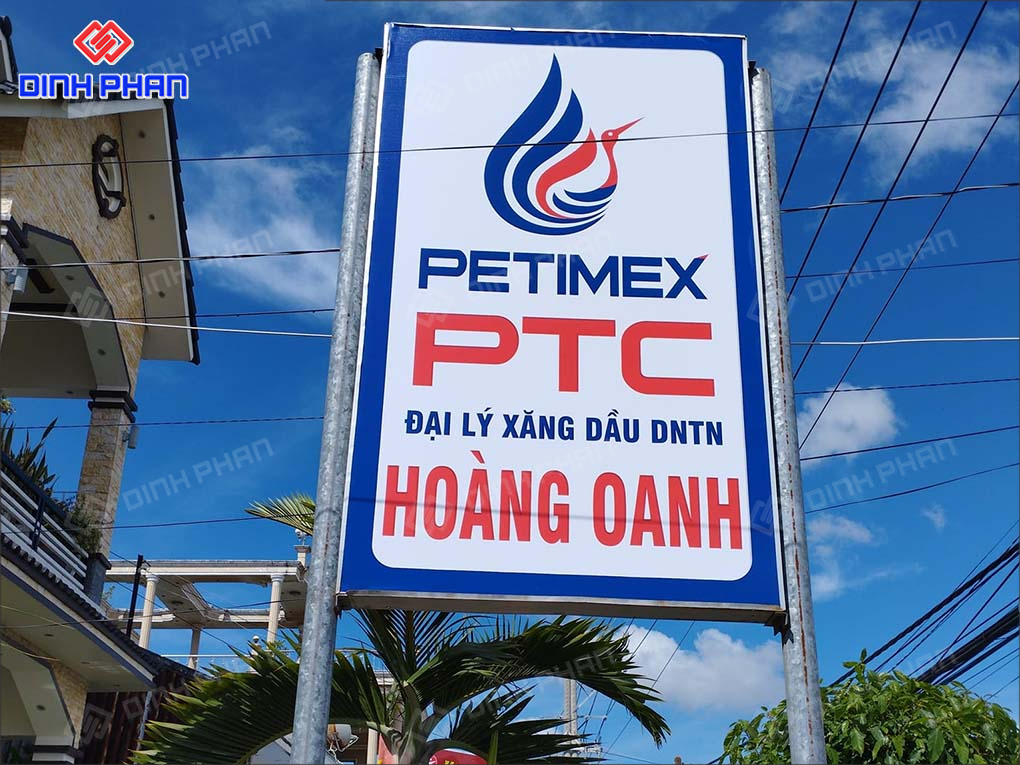 DINH PHAN
PETIMEX
PTC
ĐẠI LÝ XĂNG DẦU DNTN
HOÀNG OANH